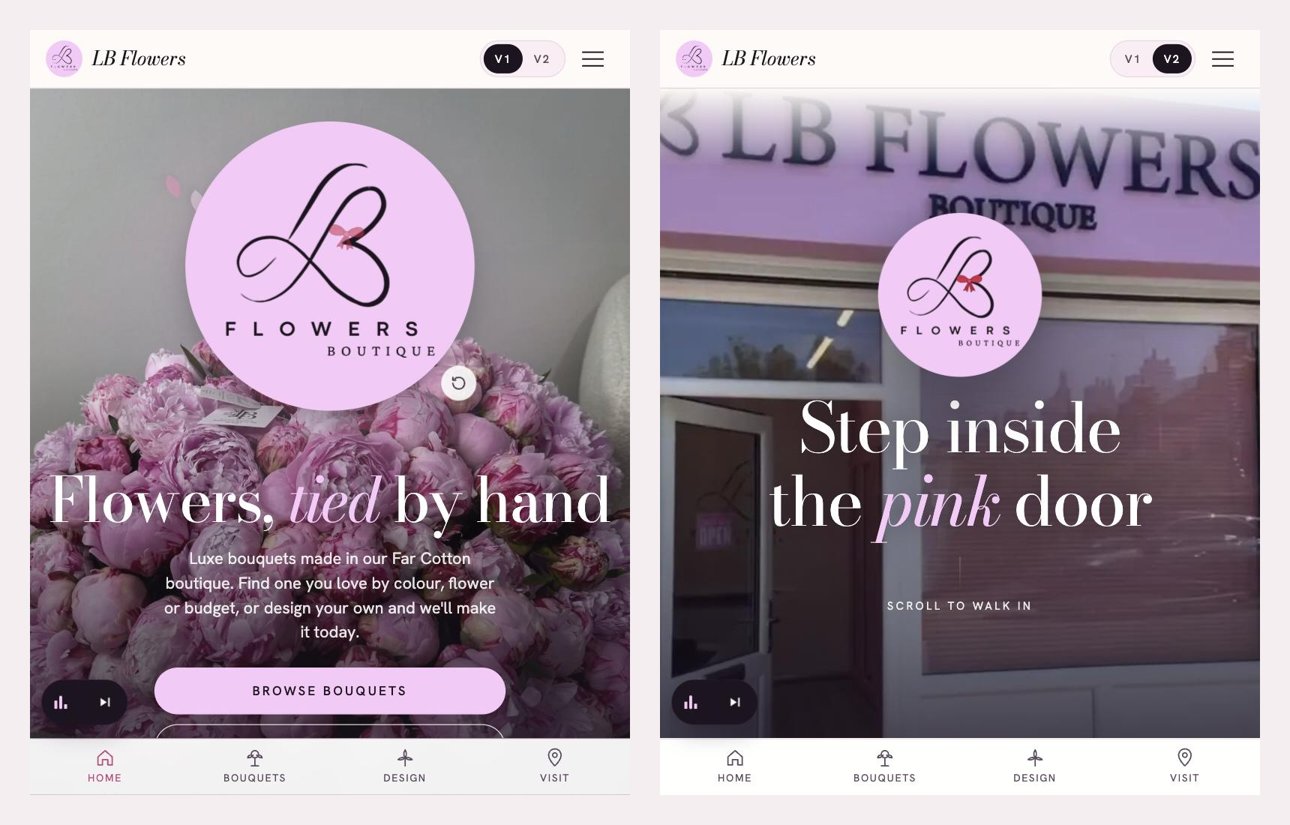 LB Flowers
V1
V2
FLOWERS
BOUTIQUE
Flowers, tied by hand
Luxe bouquets made in our Far Cotton
boutique. Find one you love by colour, flower
or budget, or design your own and we'll make
it today.
BROWSE BOUQUETS
HOME
BOUQUETS
DESIGN
VISIT
LB Flowers
V1
V2
LB FLOWERS
BOUTIQUE
FLOWERS
BOUTIQUE
Step inside
the pink door
OPEN
SCROLL TO WALK IN
HOME
BOUQUETS
DESIGN
VISIT